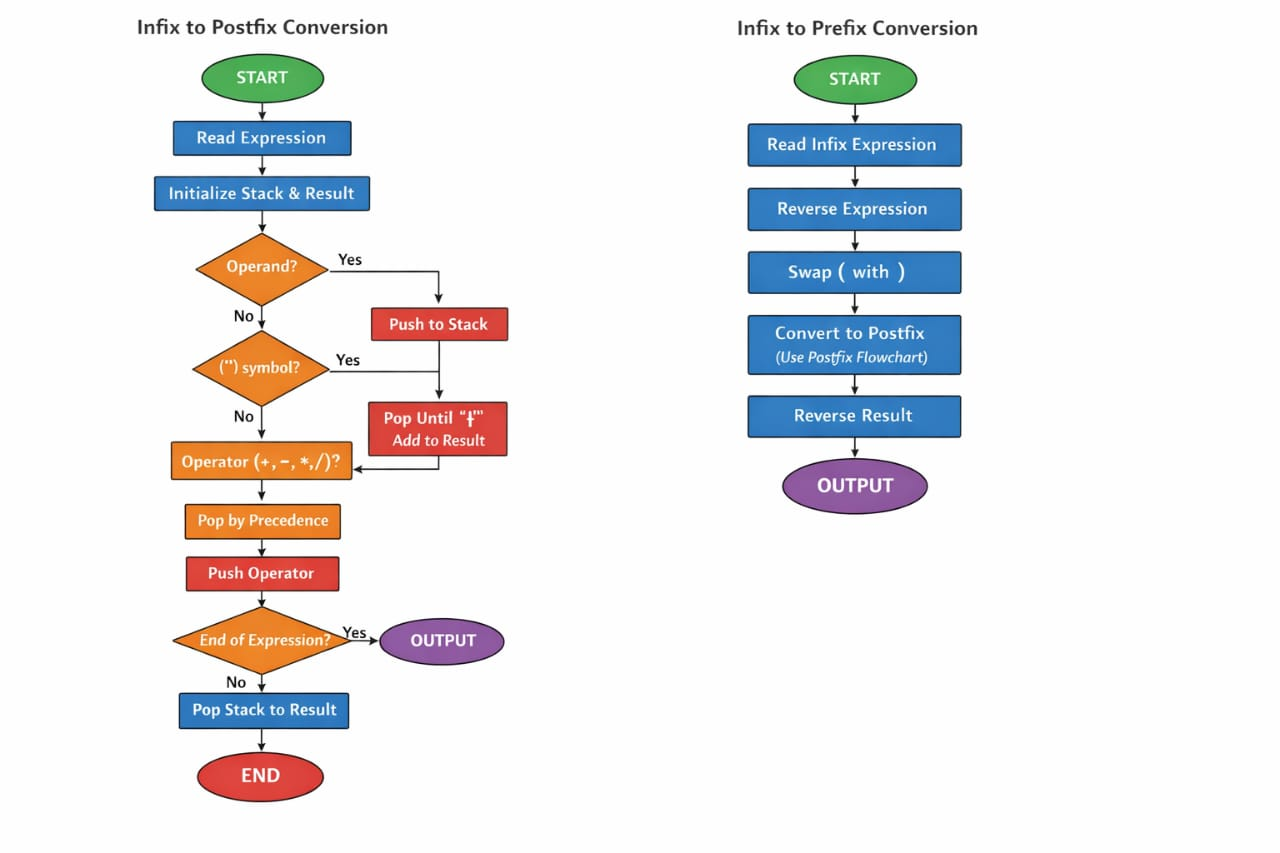 Infix to Postfix Conversion
START
Read Expression
Initialize Stack & Result
Operand?
Yes
No
Push to Stack
('') symbol?
Yes
No
Pop Until
Add to Result
Operator (+, -, *,/)?
Pop by Precedence
Push Operator
End of Expression?
Yes
OUTPUT
No
Pop Stack to Result
END
Infix to Prefix Conversion
START
Read Infix Expression
Reverse Expression
Swap ( with )
Convert to Postfix
(Use Postfix Flowchart)
Reverse Result
OUTPUT